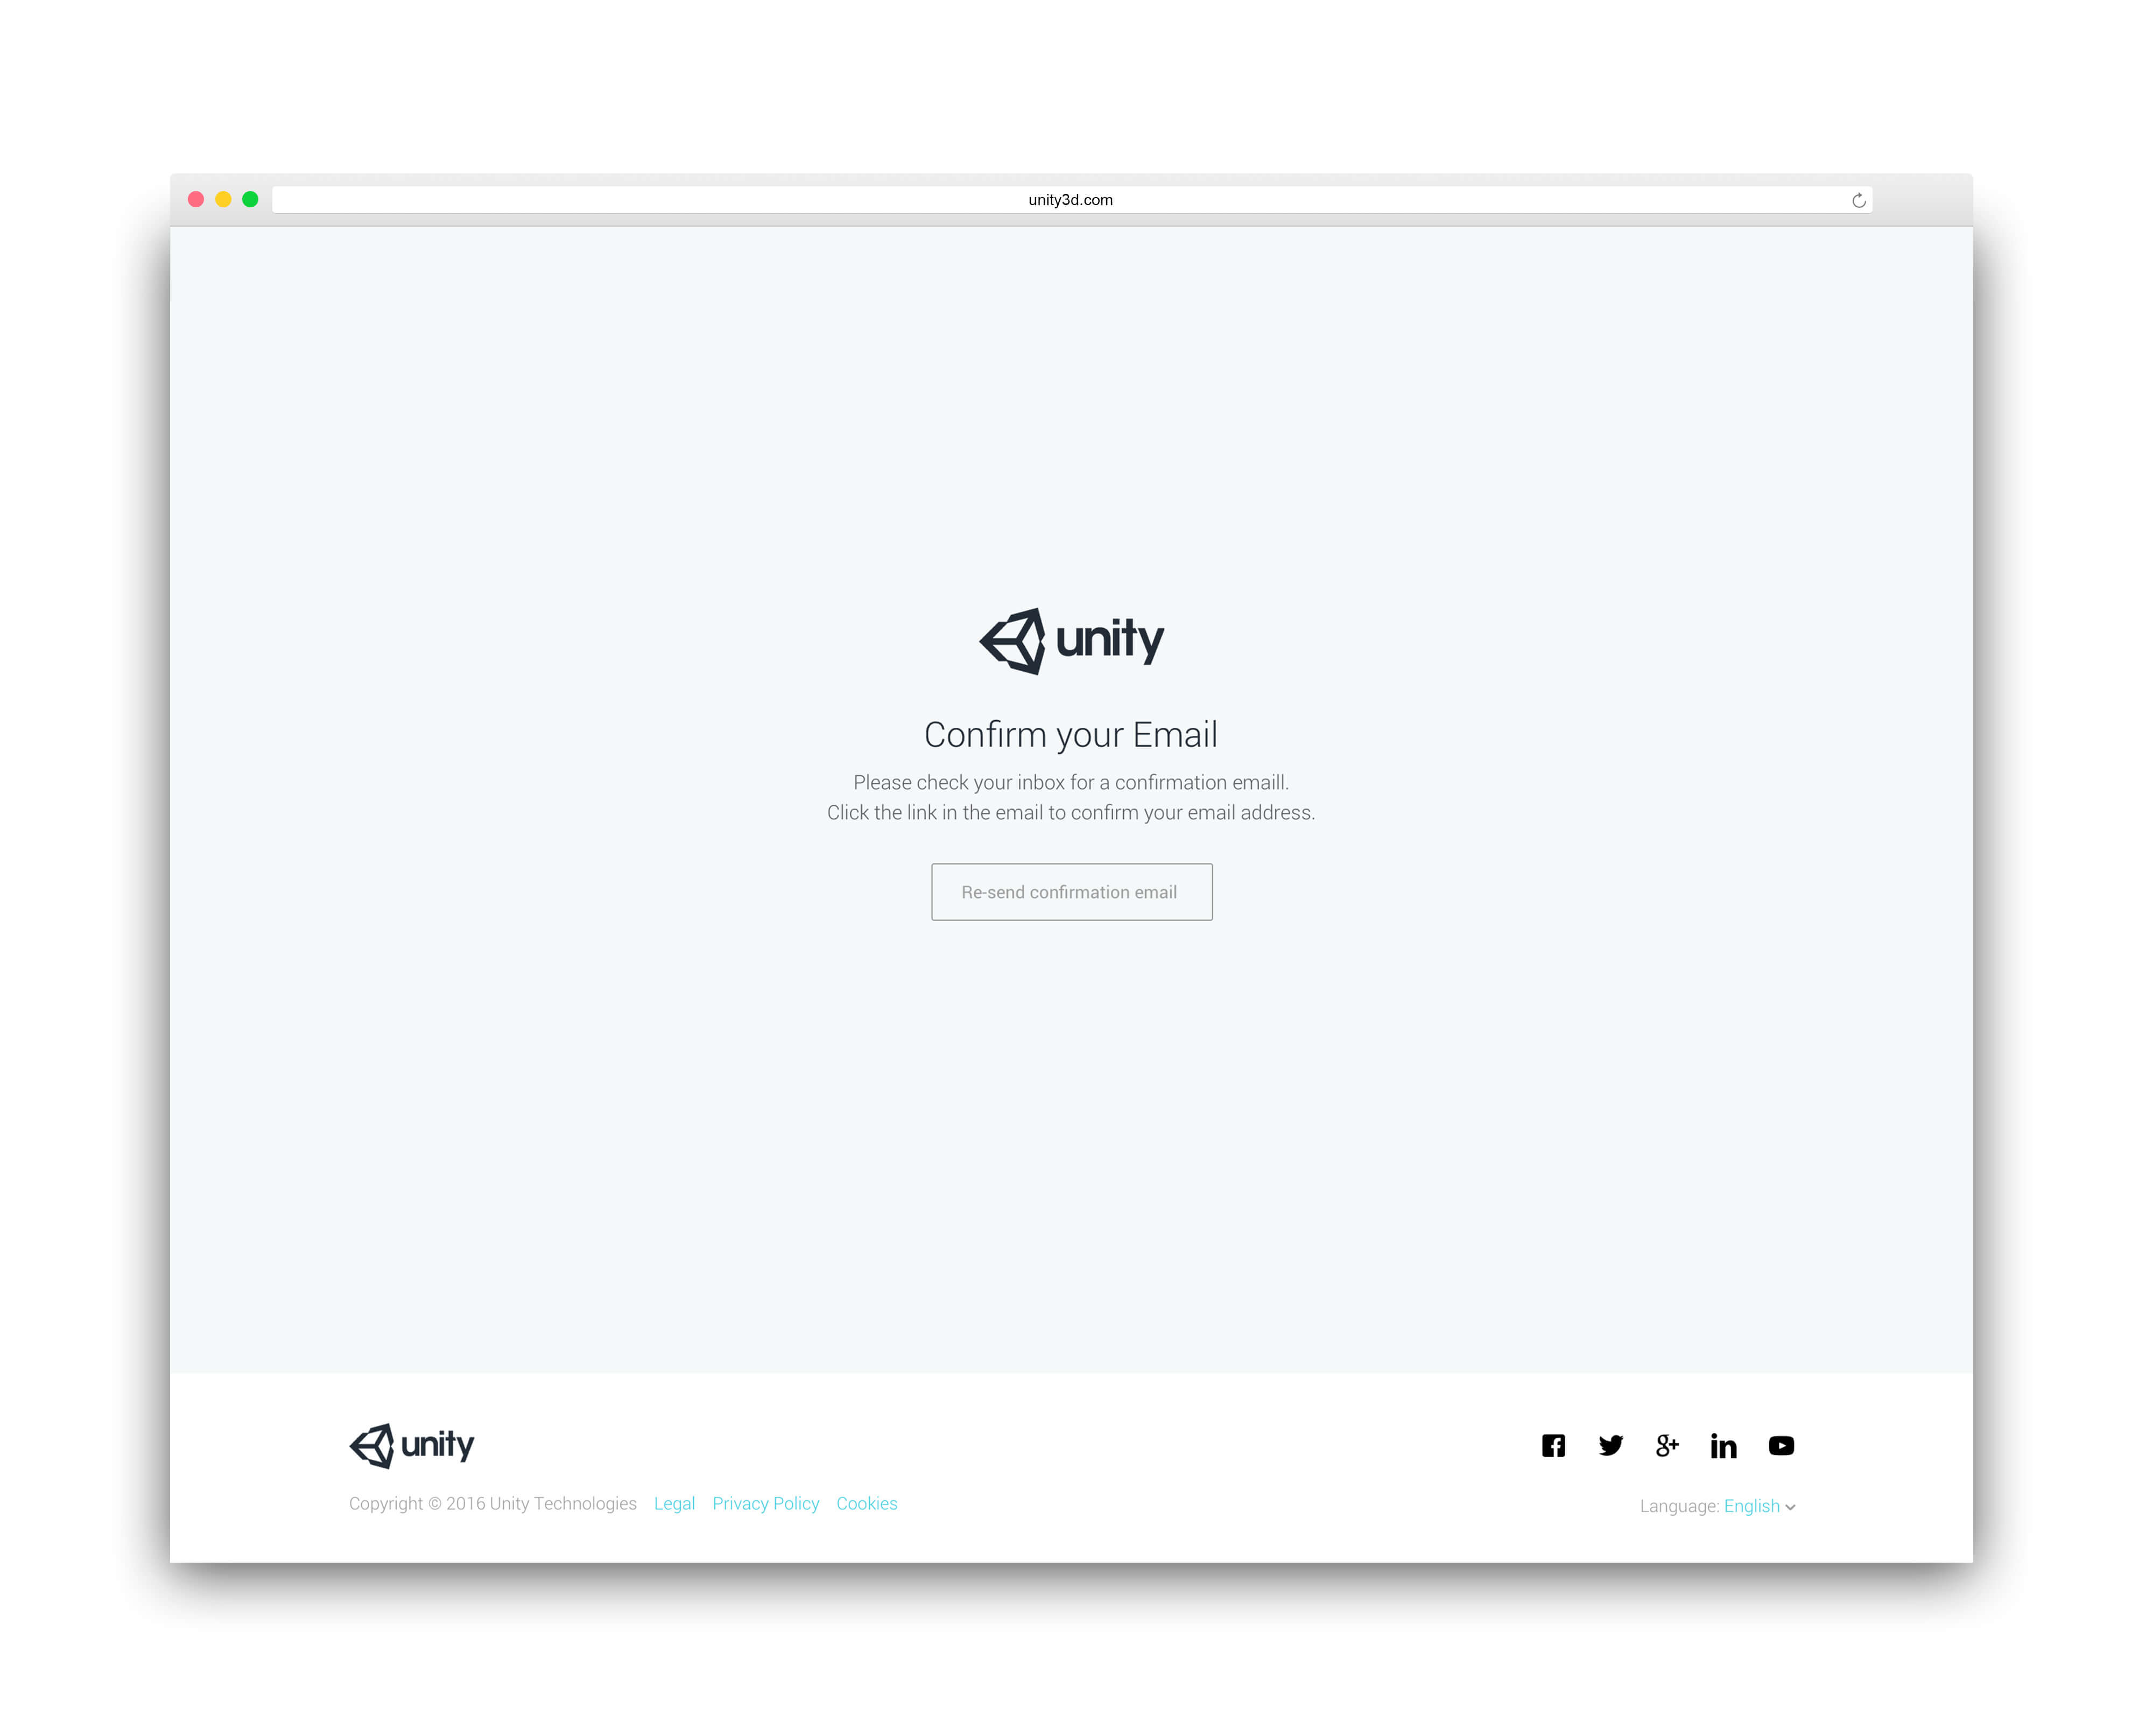 unity3d.com
unity
Confirm your Email
Please check your inbox for a confirmation emaill.
Click the link in the email to confirm your email address.
Re-send confirmation email
unity
Copyright © 2016 Unity Technologies Legal Privacy Policy Cookies
Language: English